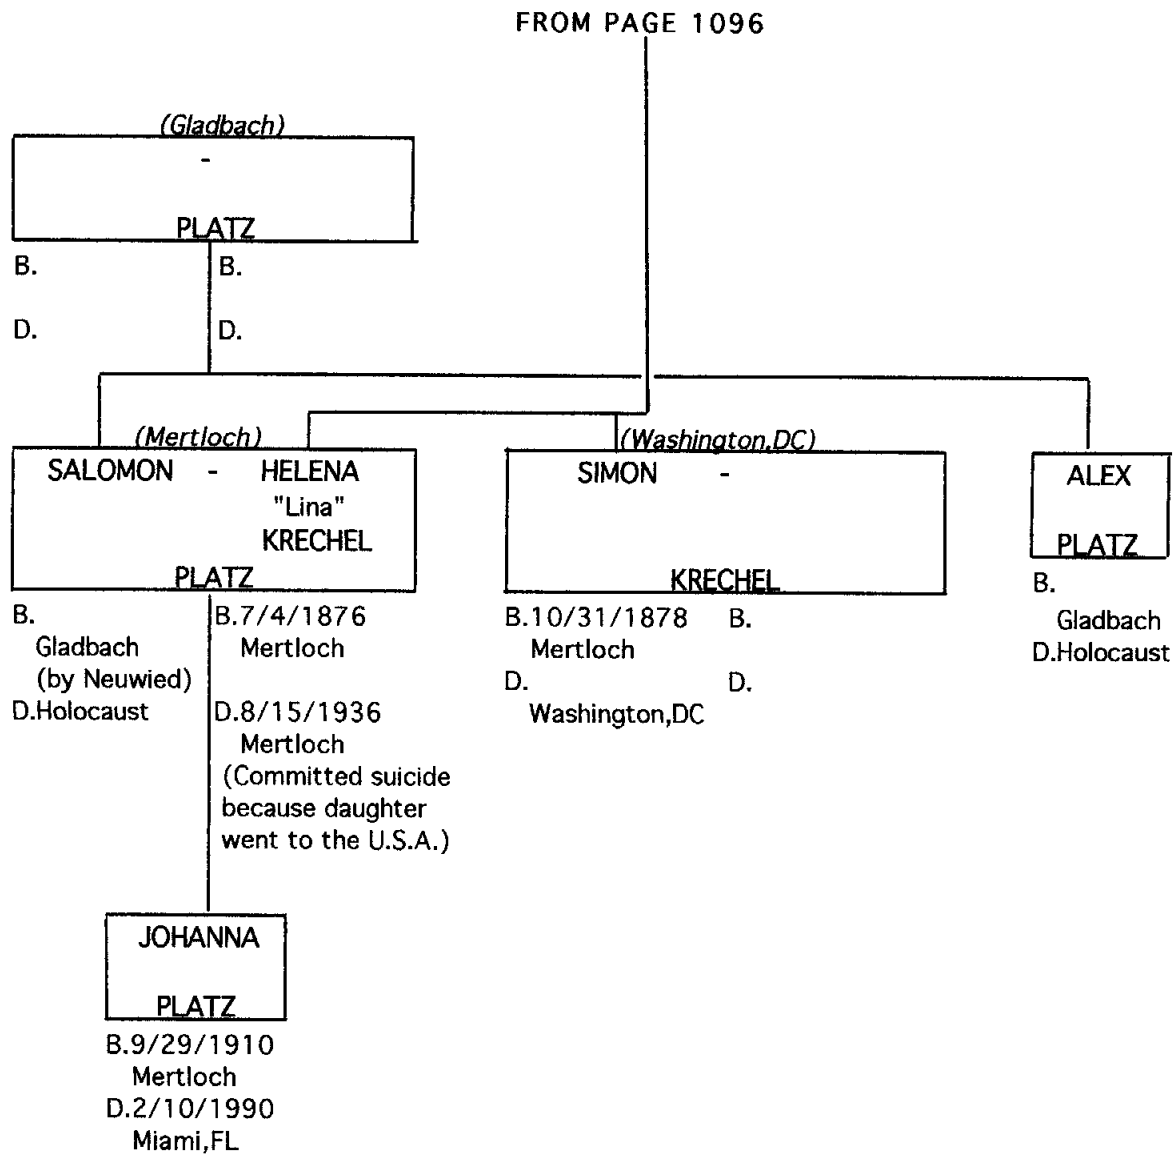 FROM PAGE 1096
(Gladbach)
-
PLATZ
B. B.
D. D.
(Mertloch)
SALOMON - HELENA
"Lina"
KRECHEL
PLATZ
B.
Gladbach
(by Neuwied)
D.Holocaust
B.7/4/1876
Mertloch
D.8/15/1936
Mertloch
(Committed suicide
because daughter
went to the U.S.A.)
(Washington,DC)
SIMON -
KRECHEL
B.10/31/1878 B.
Mertloch
D. D.
Washington,DC
ALEX
PLATZ
B.
Gladbach
D.Holocaust
JOHANNA
PLATZ
B.9/29/1910
Mertloch
D.2/10/1990
Miami,FL